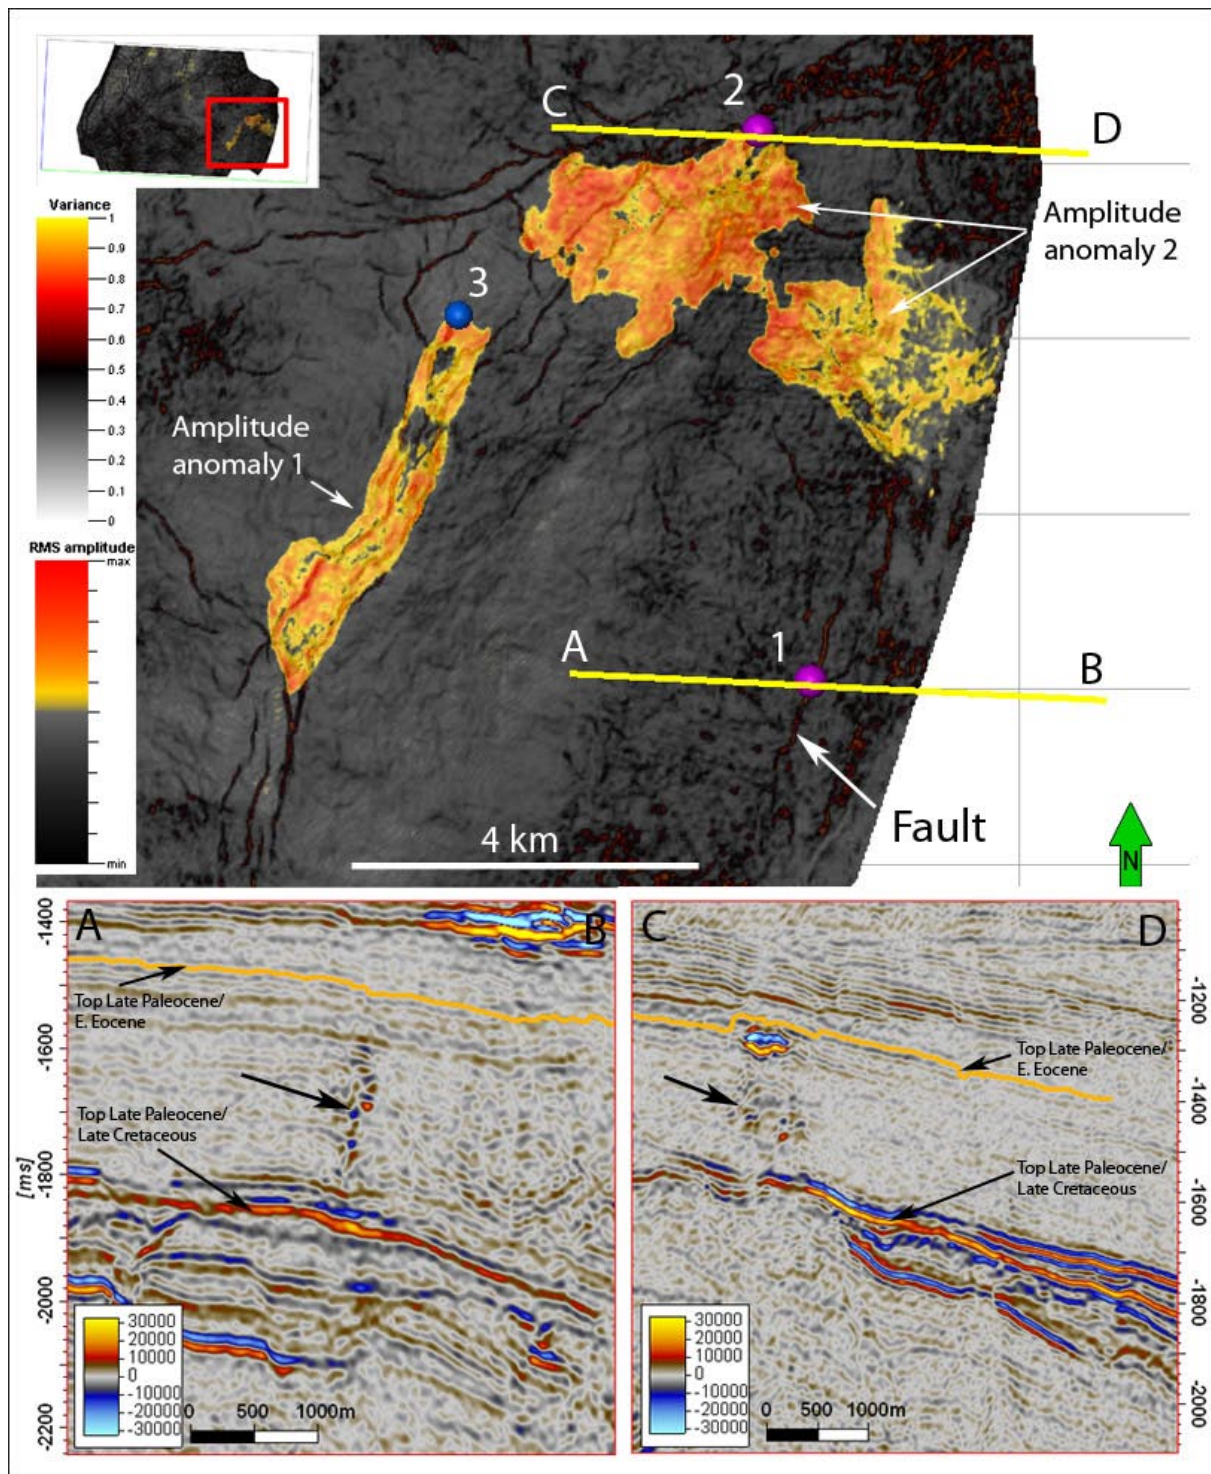 C
2
D
Variance
1
0.9
0.8
0.7
0.6
0.5
0.4
0.3
0.2
0.1
0
Amplitude
anomaly 2
3
Amplitude
anomaly 1
RMS amplitude
max
min
A
1
B
Fault
4 km
N
A
B
-1400
-1600
-1800
-2000
-2200
[ms]
Top Late Paleocene/
E. Eocene
Top Late Paleocene/
Late Cretaceous
30000
20000
10000
0
-10000
-20000
-30000
0 500 1000m
C
D
-1200
-1400
-1600
-1800
-2000
Top Late Paleocene/
E. Eocene
Top Late Paleocene/
Late Cretaceous
30000
20000
10000
0
-10000
-20000
-30000
0 500 1000m